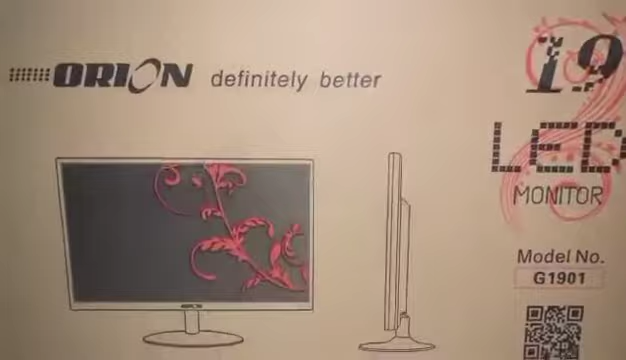 ORION definitely better
19
LED
MONITOR
Model No.
G1901